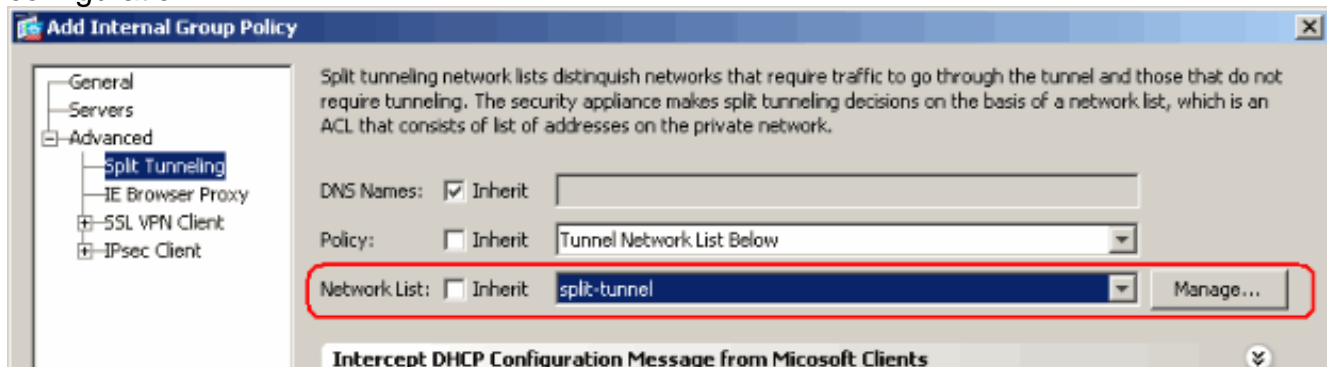 Add Internal Group Policy
General
Servers
Advanced
Split Tunneling
IE Browser Proxy
SSL VPN Client
IPsec Client
Split tunneling network lists distinquish networks that require traffic to go through the tunnel and those that do not
require tunneling. The security appliance makes split tunneling decisions on the basis of a network list, which is an
ACL that consists of list of addresses on the private network.
DNS Names: Inherit
Policy: Inherit Tunnel Network List Below
Network List: Inherit split-tunnel Manage...
Intercept DHCP Configuration Message from Micosoft Clients